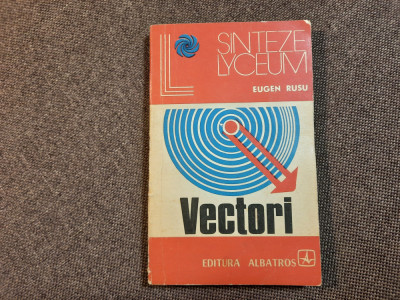 SINTEZE
LYCEUM
EUGEN RUSU
Vectori
EDITURA ALBATROS